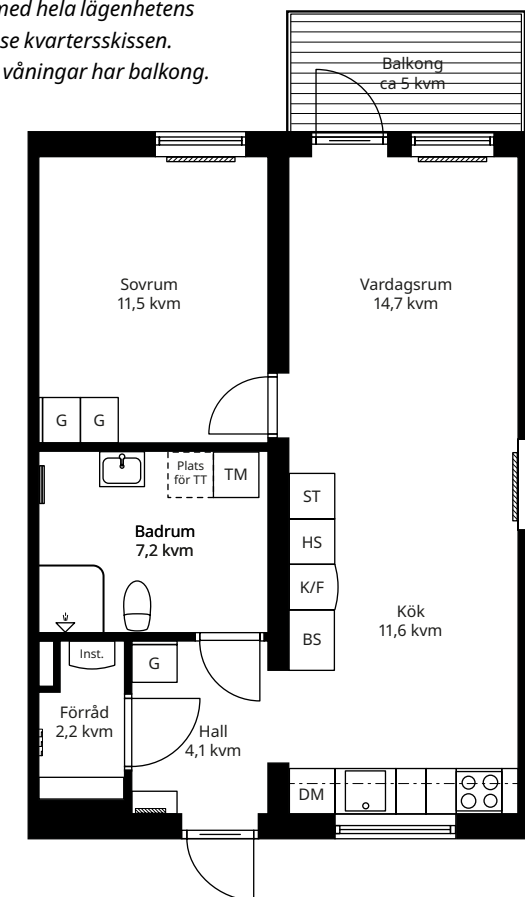 med hela lägenhetens
se kvartersskissen.
våningar har balkong.
Balkong
ca 5 kvm
Sovrum
11,5 kvm
Vardagsrum
14,7 kvm
G
G
Plats
för TT
TM
ST
Badrum
7,2 kvm
HS
K/F
Kök
11,6 kvm
BS
Inst.
G
Förråd
2,2 kvm
Hall
4,1 kvm
DM